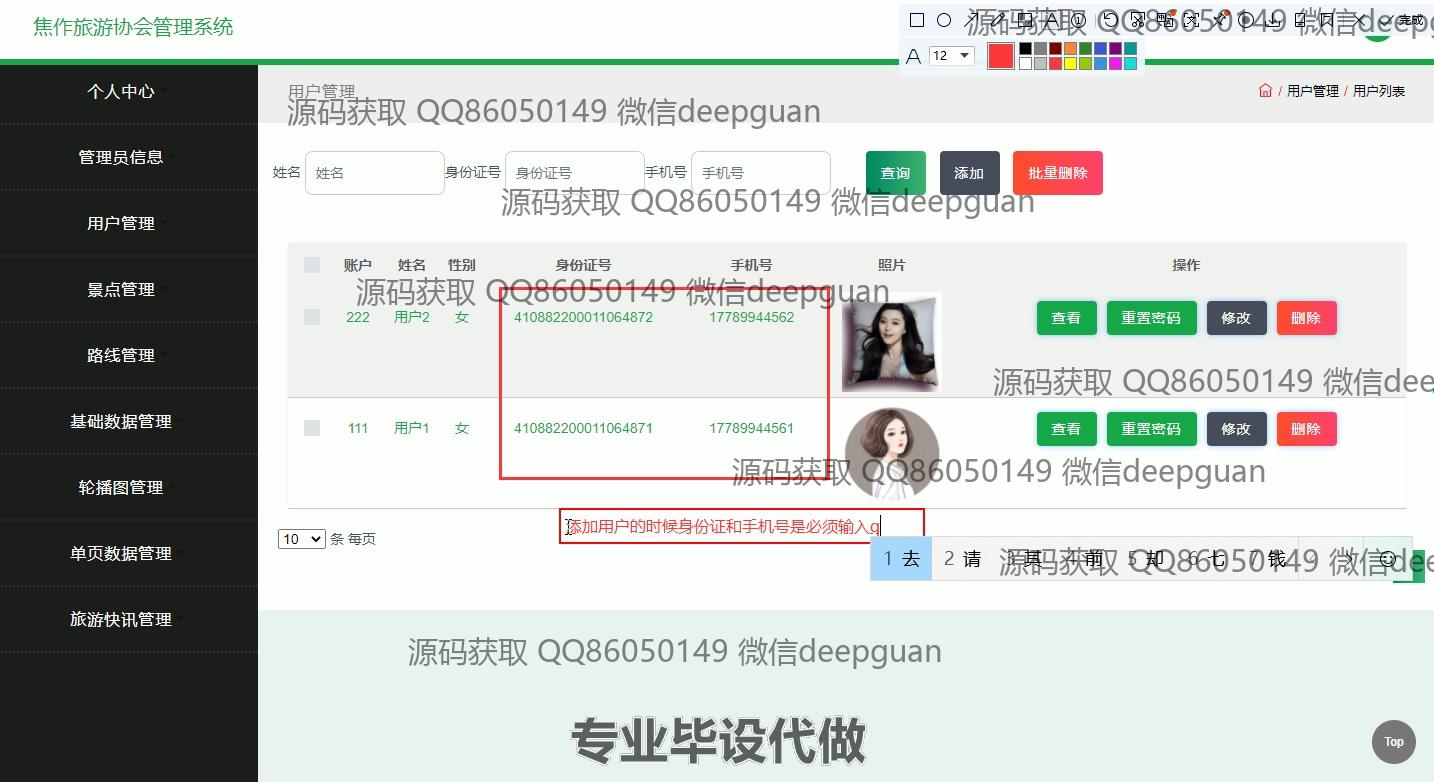 焦作旅游协会管理系统
源码获取 QQ86050149 微信deepg
完成
A 12
个人中心
管理员信息
用户管理
景点管理
路线管理
基础数据管理
轮播图管理
单页数据管理
旅游快讯管理
用户管理
/ 用户管理 / 用户列表
源码获取 QQ86050149 微信deepguan
姓名 姓名 身份证号 身份证号 手机号 手机号 查询 添加 批量删除
源码获取 QQ86050149 微信deepguan
账户 姓名 性别 身份证号 手机号 照片 操作
源码获取 QQ86050149 微信deepguan
222 用户2 女 410882200011064872 17789944562 查看 重置密码 修改 删除
源码获取 QQ86050149 微信dee
111 用户1 女 410882200011064871 17789944561 查看 重置密码 修改 删除
源码获取 QQ86050149 微信deepguan
添加用户的时候身份证和手机号是必须输入q
10 条 每页
1 去 2 请 3 其 4 前 5 却 6 七 7 钱
源码获取 QQ86050149 微信dee
源码获取 QQ86050149 微信deepguan
专业毕设代做
Top